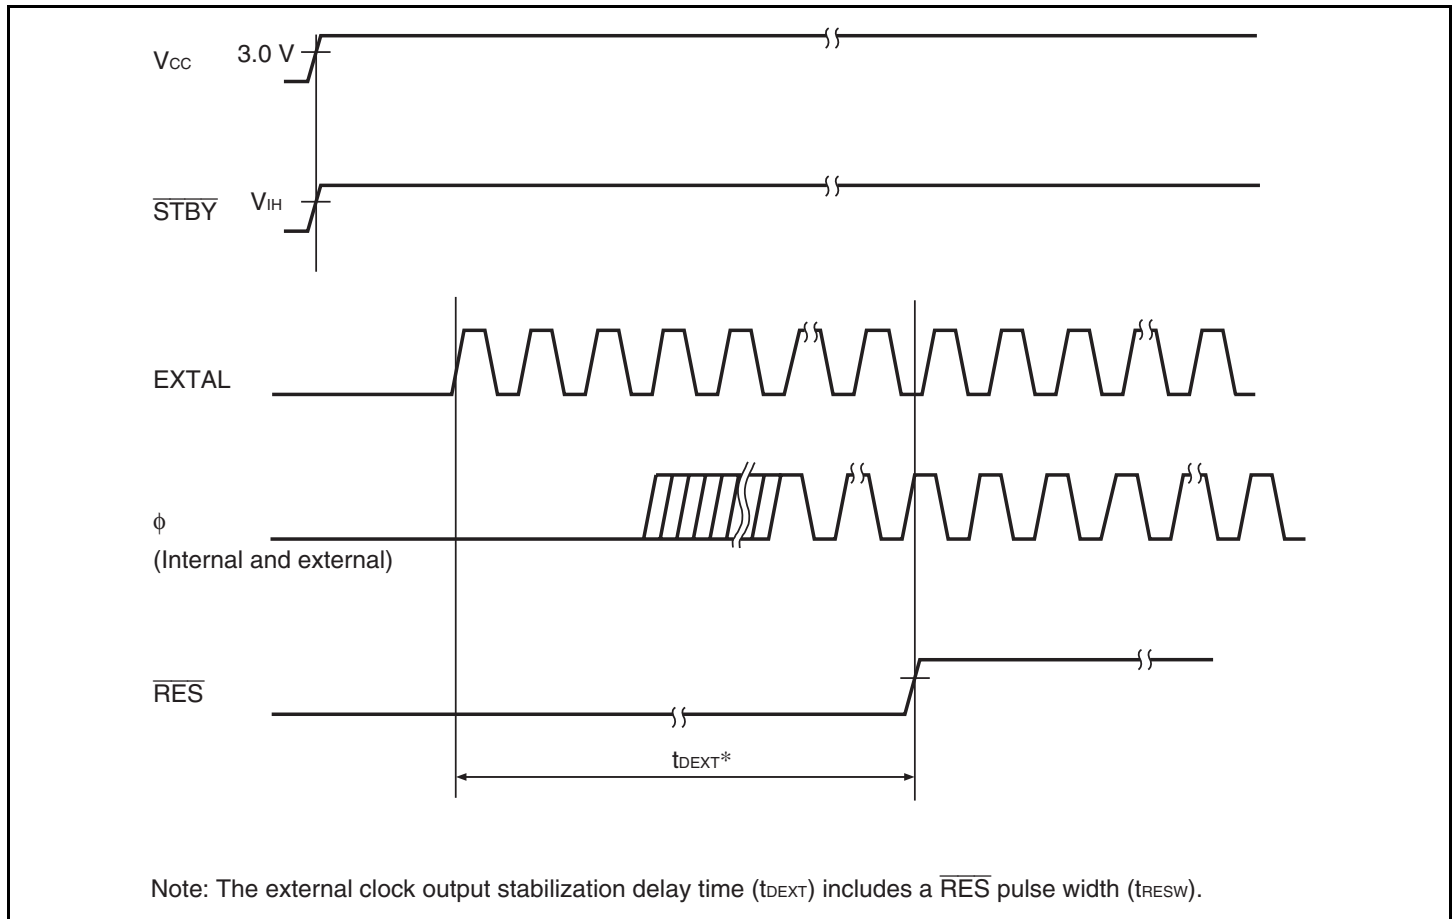 VCC 3.0 V
STBY VIH
EXTAL
ϕ
(Internal and external)
RES
tDEXT*
Note: The external clock output stabilization delay time (tDEXT) includes a RES pulse width (tRESW).